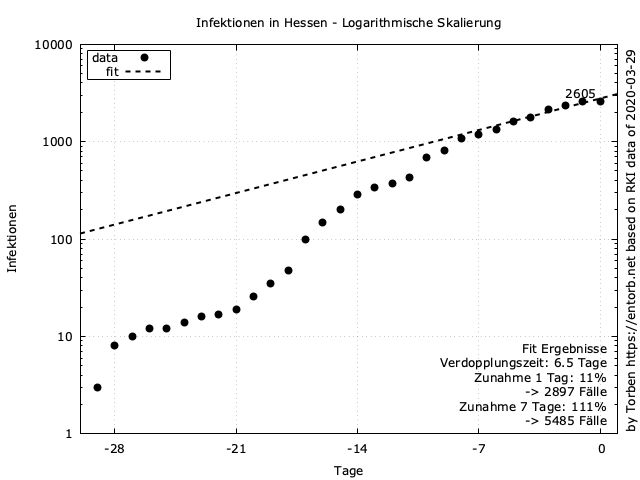 Infektionen in Hessen - Logarithmische Skalierung
10000
1000
100
10
1
Infektionen
data
fit
2605
Fit Ergebnisse
Verdopplungszeit: 6.5 Tage
Zunahme 1 Tag: 11%
-> 2897 Fälle
Zunahme 7 Tage: 111%
-> 5485 Fälle
-28
-21
-14
-7
0
Tage
by Torben https://entorb.net based on RKI data of 2020-03-29